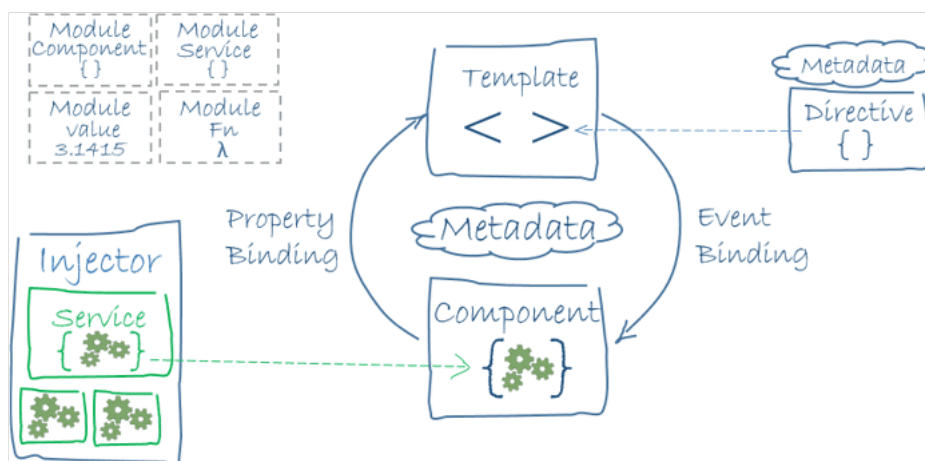 Module
Component
{ }
Module
Service
{ }
Module
value
3.1415
Module
Fn
λ
Template
< >
Metadata
Directive
{ }
Property
Binding
Metadata
Event
Binding
Injector
Service
{ }
Component
{ }